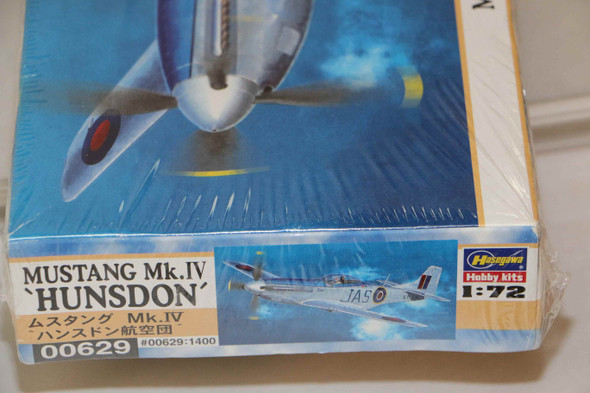 M
MUSTANG Mk.IV
'HUNSDON'
ムスタング Mk.IV
"ハンスドン航空団"
00629 #00629:1400
JAS
Hasegawa
Hobby kits
1:72